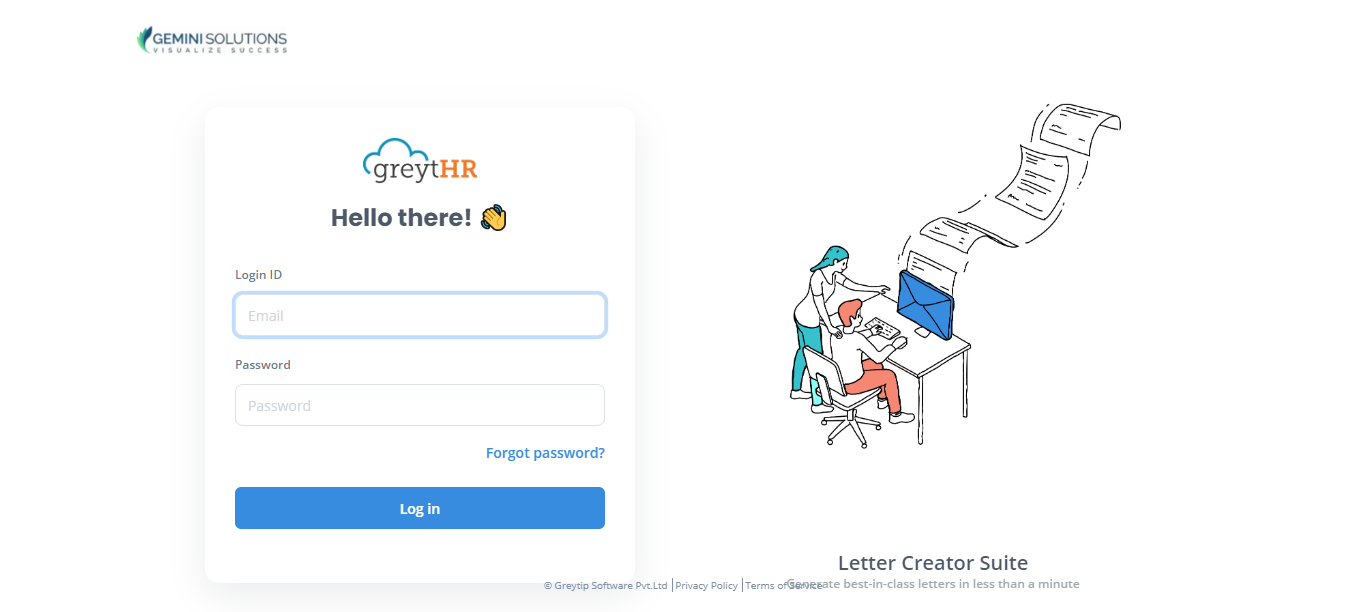 GEMINI SOLUTIONS
VISUALIZE SUCCESS
greytHR
Hello there! 👋
Login ID
Email
Password
Password
Forgot password?
Log in
Letter Creator Suite
Generate best-in-class letters in less than a minute
© Greytip Software Pvt.Ltd | Privacy Policy | Terms of Service